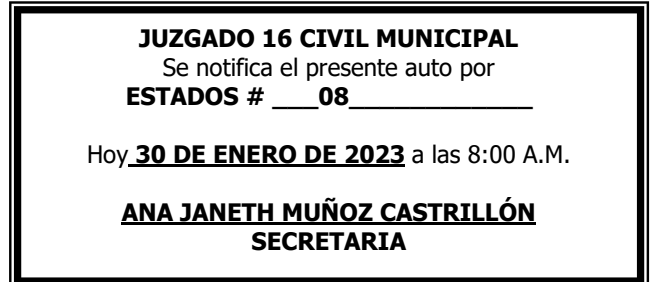 JUZGADO 16 CIVIL MUNICIPAL
Se notifica el presente auto por
ESTADOS # ___08_____________
Hoy 30 DE ENERO DE 2023 a las 8:00 A.M.
ANA JANETH MUÑOZ CASTRILLÓN
SECRETARIA